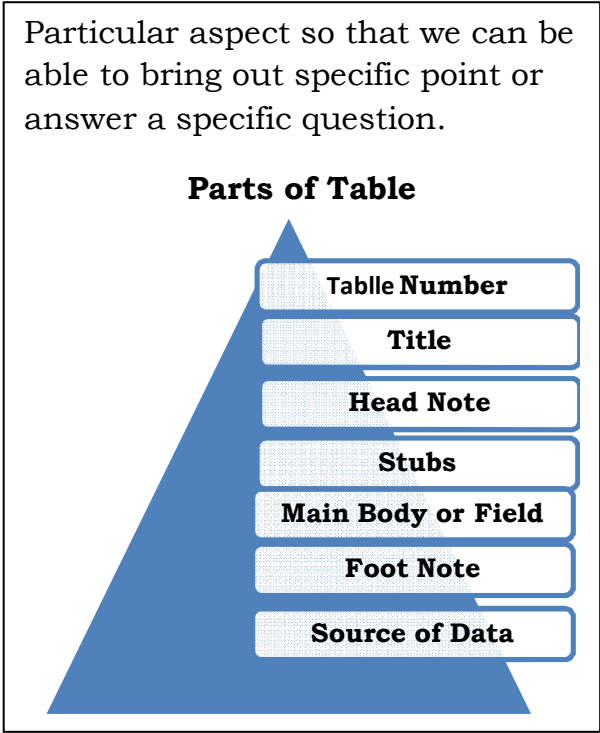 Particular aspect so that we can be
able to bring out specific point or
answer a specific question.
Parts of Table
Tablle Number
Title
Head Note
Stubs
Main Body or Field
Foot Note
Source of Data